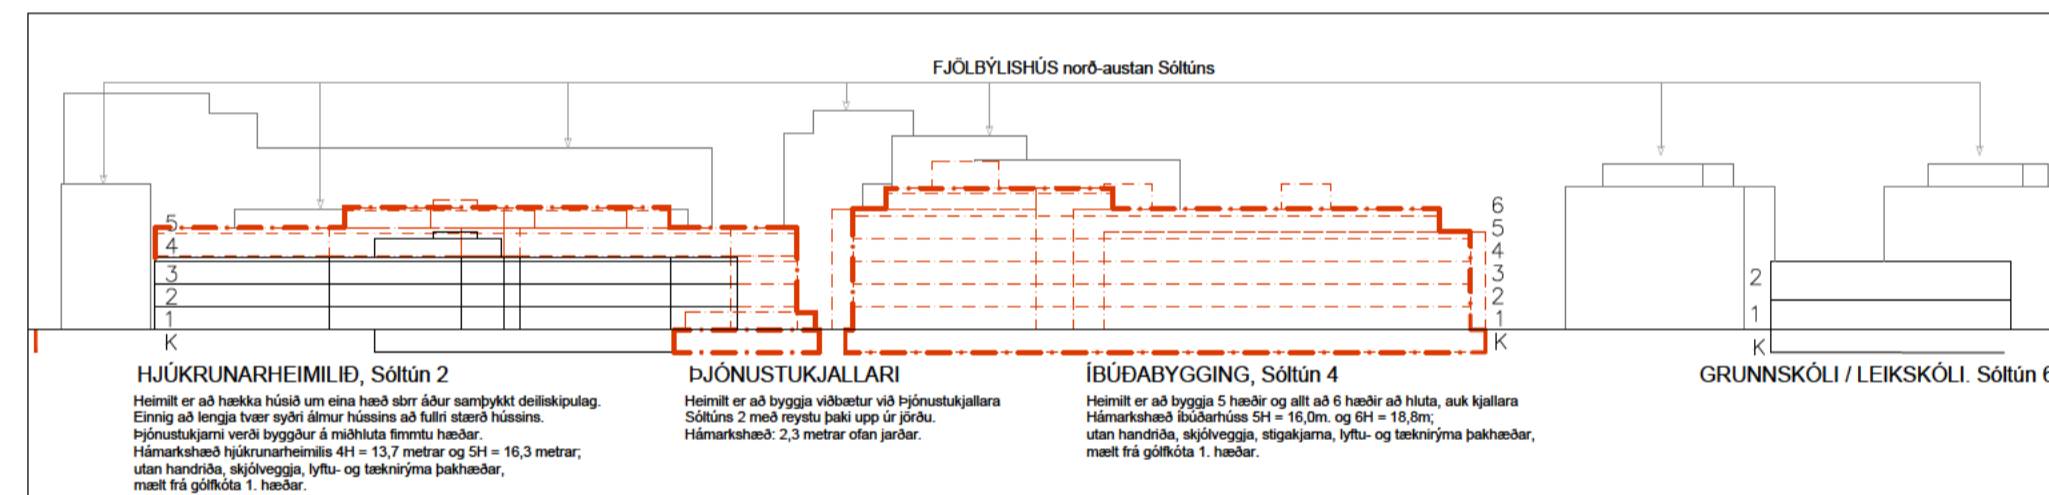 FJÖLBÝLISHÚS norð-austan Sóltúns
5
4
3
2
1
K
6
5
4
3
2
1
K
2
1
K
HJÚKRUNARHEIMILIÐ, Sóltún 2
Heimilt er að hækka húsið um eina hæð sbrr áður samþykkt deiliskipulag.
Einnig að lengja tvær syðri álmur hússins að fullri stærð hússins.
Þjónustukjarni verði byggður á miðhluta fimmtu hæðar.
Hámarkshæð hjúkrunarheimilis 4H = 13,7 metrar og 5H = 16,3 metrar;
utan handriða, skjólveggja, lyftu- og tæknirýma þakhæðar,
mælt frá gólfkóta 1. hæðar.
ÞJÓNUSTUKJALLARI
Heimilt er að byggja viðbætur við Þjónustukjallara
Sóltúns 2 með reystu þaki upp úr jörðu.
Hámarkshæð: 2,3 metrar ofan jarðar.
ÍBÚÐABYGGING, Sóltún 4
Heimilt er að byggja 5 hæðir og allt að 6 hæðir að hluta, auk kjallara
Hámarkshæð íbúðarhúss 5H = 16,0m. og 6H = 18,8m;
utan handriða, skjólveggja, stigakjarna, lyftu- og tæknirýma þakhæðar,
mælt frá gólfkóta 1. hæðar.
GRUNNSKÓLI / LEIKSKÓLI. Sóltún 6